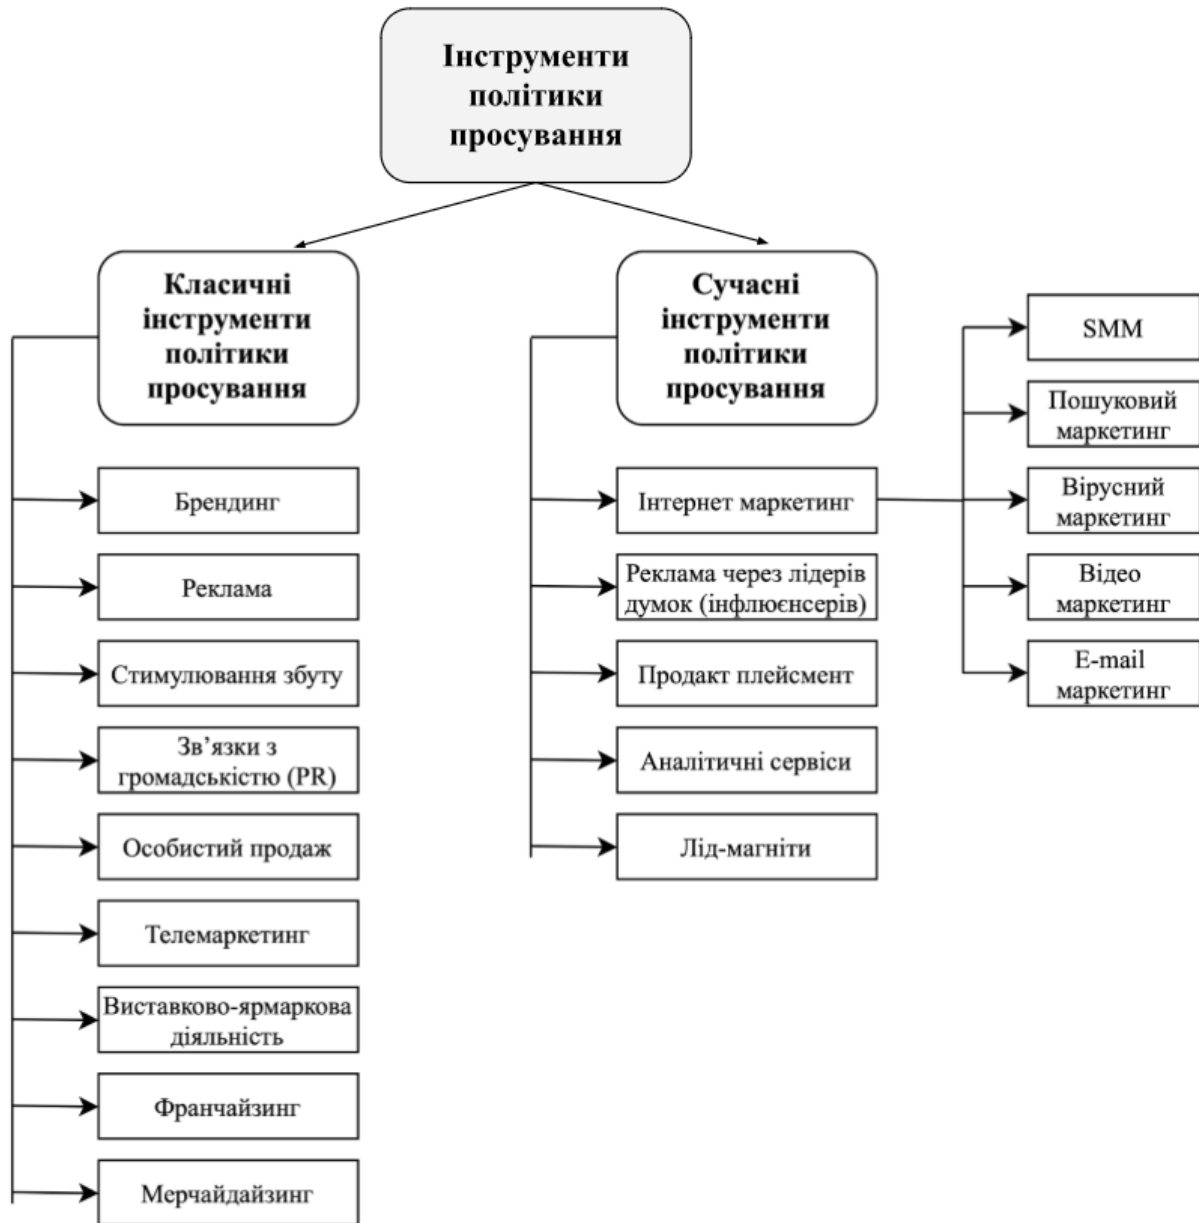 Інструменти
політики
просування
Класичні
інструменти
політики
просування
Брендинг
Реклама
Стимулювання збуту
Зв’язки з
громадськістю (PR)
Особистий продаж
Телемаркетинг
Виставково-ярмаркова
діяльність
Франчайзинг
Мерчайдайзинг
Сучасні
інструменти
політики
просування
Інтернет маркетинг
Реклама через лідерів
думок (інфлюєнсерів)
Продакт плейсмент
Аналітичні сервіси
Лід-магніти
SMM
Пошуковий
маркетинг
Вірусний
маркетинг
Відео
маркетинг
E-mail
маркетинг